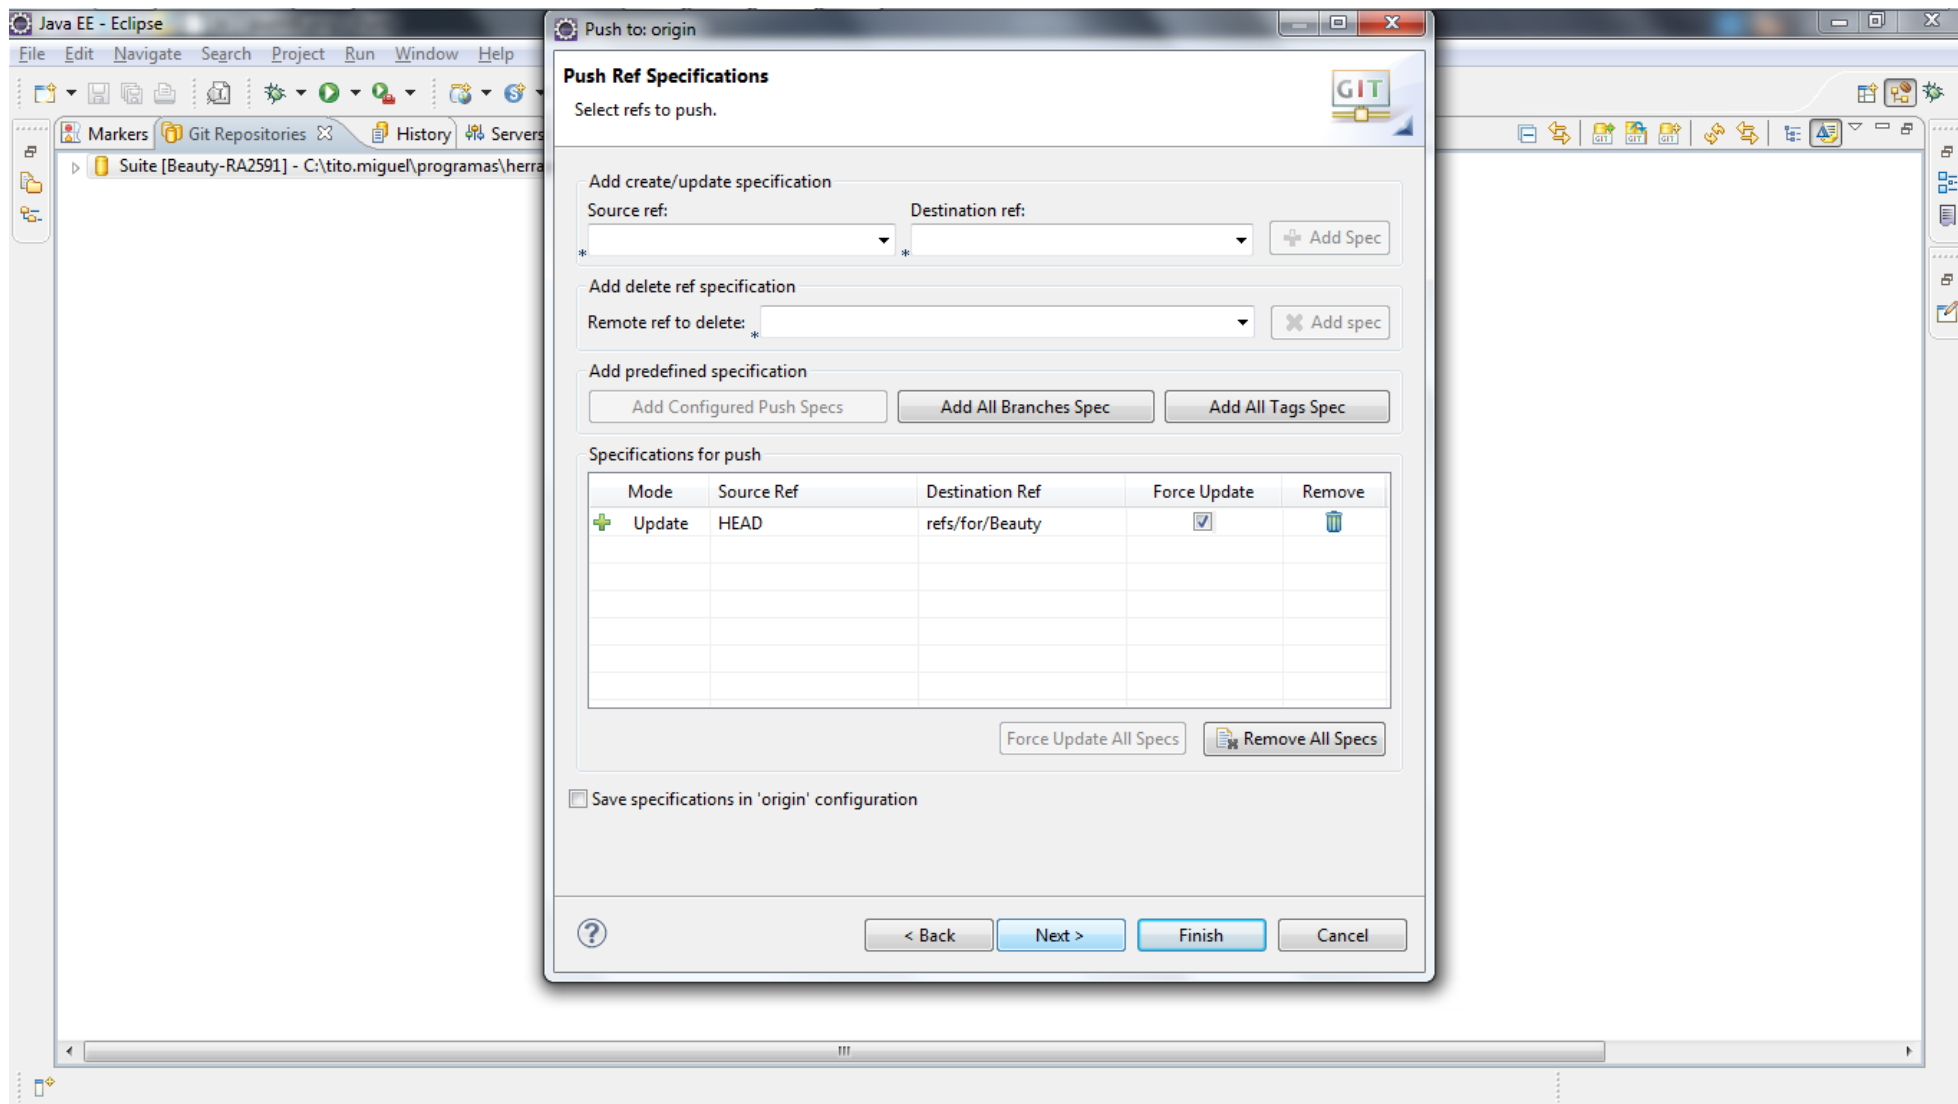 Java EE - Eclipse
File Edit Navigate Search Project Run Window Help
Markers Git Repositories History Servers
Suite [Beauty-RA2591] - C:\tito.miguel\programas\herra
Push to: origin
Push Ref Specifications
Select refs to push.
GIT
Add create/update specification
Source ref: Destination ref:
* * Add Spec
Add delete ref specification
Remote ref to delete: * Add spec
Add predefined specification
Add Configured Push Specs Add All Branches Spec Add All Tags Spec
Specifications for push
Mode Source Ref Destination Ref Force Update Remove
Update HEAD refs/for/Beauty
Force Update All Specs Remove All Specs
Save specifications in 'origin' configuration
? < Back Next > Finish Cancel
GIT GIT GIT